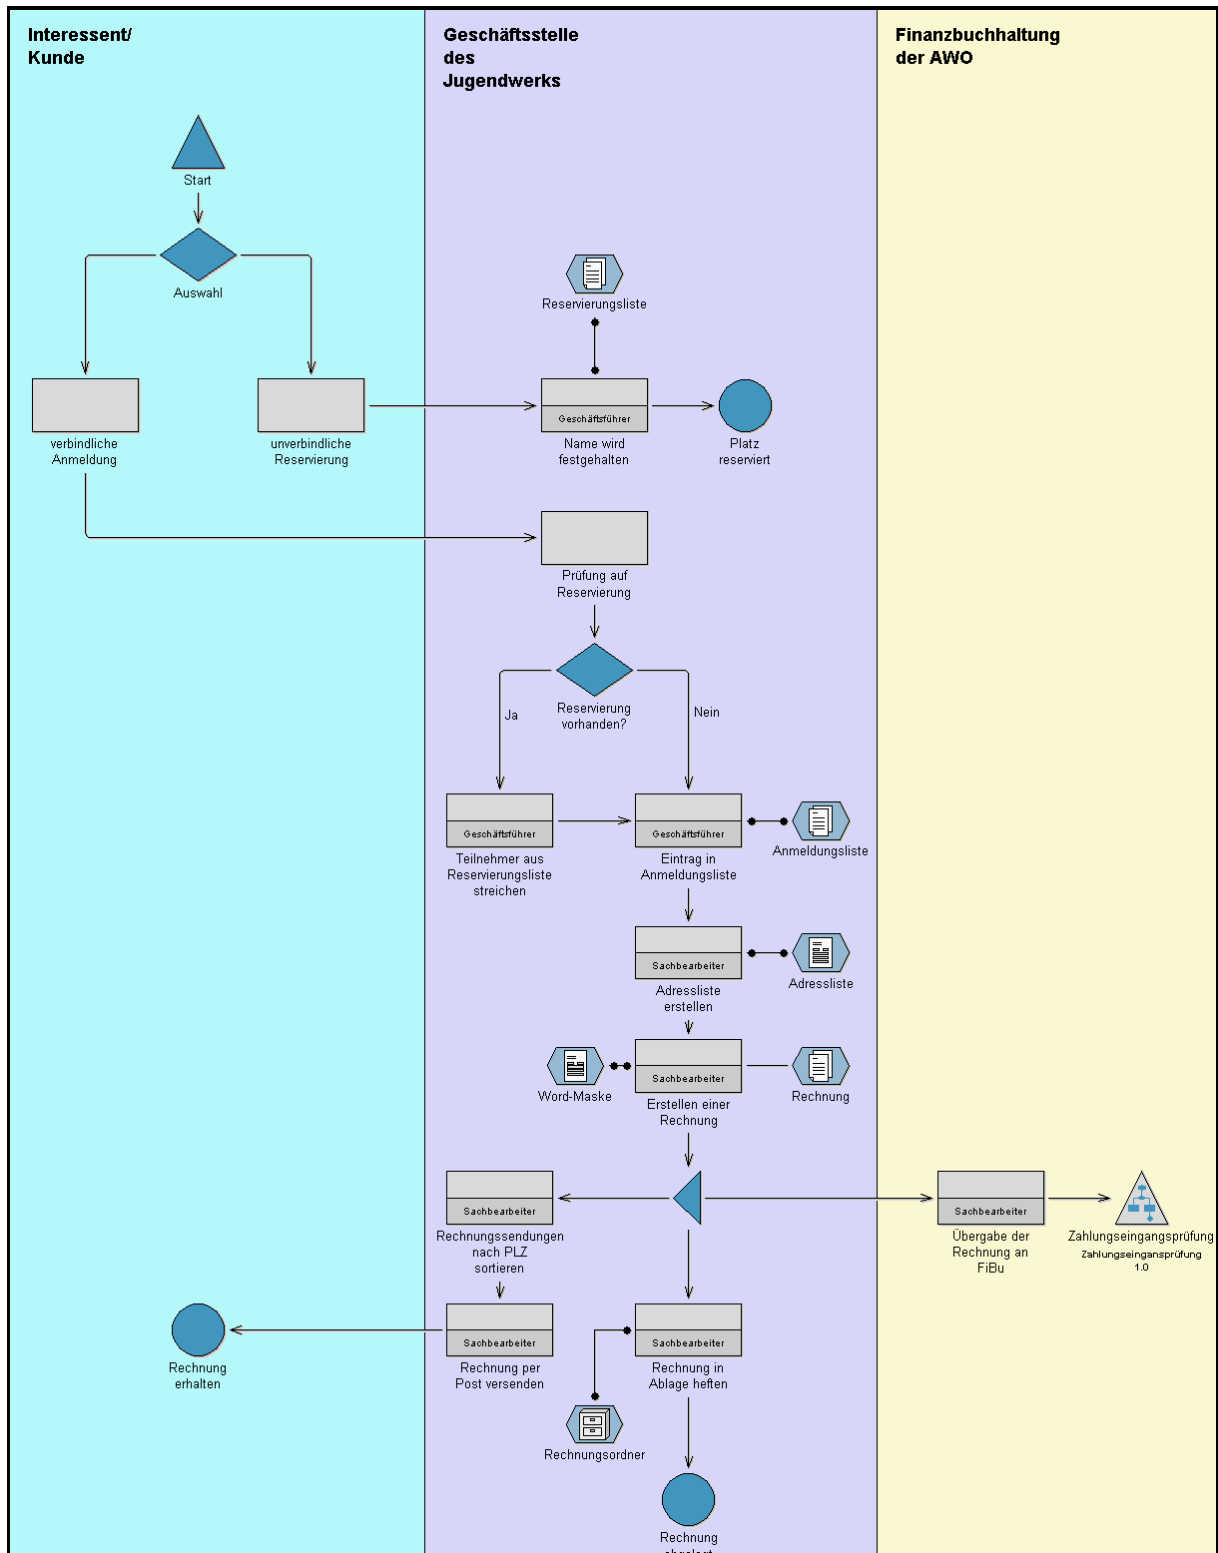 Interessent/
Kunde
Geschäftsstelle
des
Jugendwerks
Finanzbuchhaltung
der AWO
Start
Auswahl
Reservierungsliste
Geschäftsführer
verbindliche
Anmeldung
unverbindliche
Reservierung
Name wird
festgehalten
Platz
reserviert
Prüfung auf
Reservierung
Reservierung
vorhanden?
Ja
Nein
Geschäftsführer
Geschäftsführer
Teilnehmer aus
Reservierungsliste
streichen
Eintrag in
Anmeldungsliste
Anmeldungsliste
Sachbearbeiter
Adressliste
erstellen
Adressliste
Sachbearbeiter
Word-Maske
Erstellen einer
Rechnung
Rechnung
Sachbearbeiter
Rechnungssendungen
nach PLZ
sortieren
Sachbearbeiter
Übergabe der
Rechnung an
FiBu
Zahlungseingangsprüfung
Zahlungseingansprüfung
1.0
Sachbearbeiter
Sachbearbeiter
Rechnung
erhalten
Rechnung per
Post versenden
Rechnung in
Ablage heften
Rechnungsordner
Rechnung